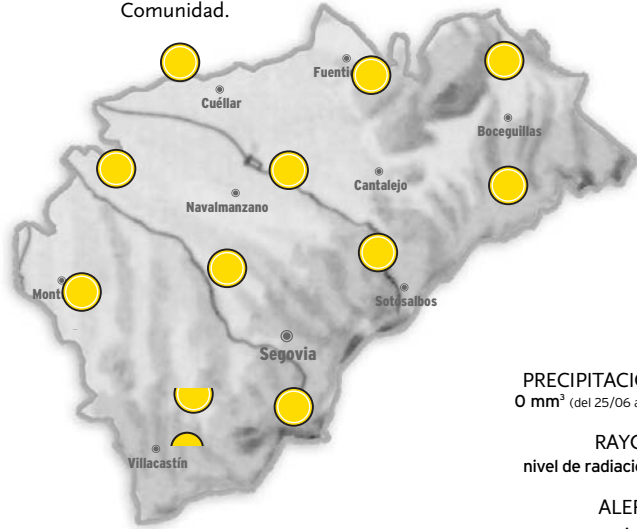 Comunidad.
Fuenti
Cuéllar
Boceguillas
Cantalejo
Navalmanzano
Mont
Sotosalbos
Segovia
PRECIPITACIO
0 mm³ (del 25/06 a
RAYO
nivel de radiació
Villacastín
ALER